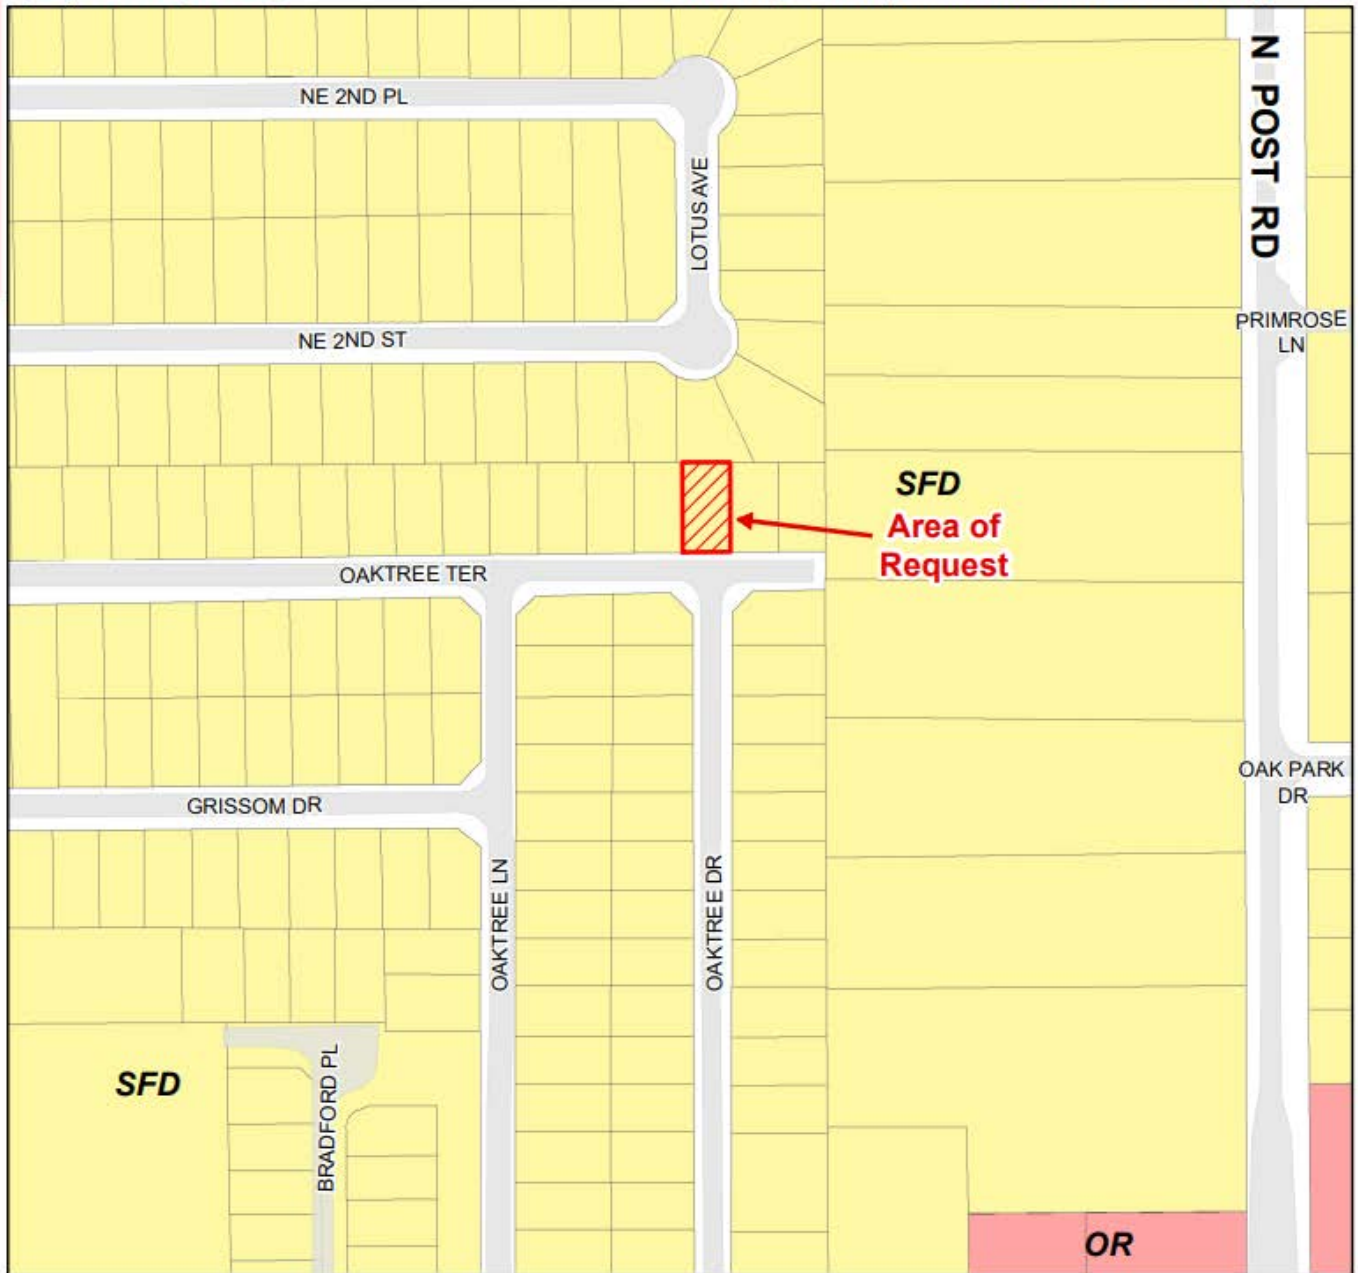 N POST RD
NE 2ND PL
LOTUS AVE
PRIMROSE
LN
NE 2ND ST
SFD
Area of
Request
OAKTREE TER
OAK PARK
DR
GRISSOM DR
OAKTREE LN
OAKTREE DR
SFD
BRADFORD PL
OR